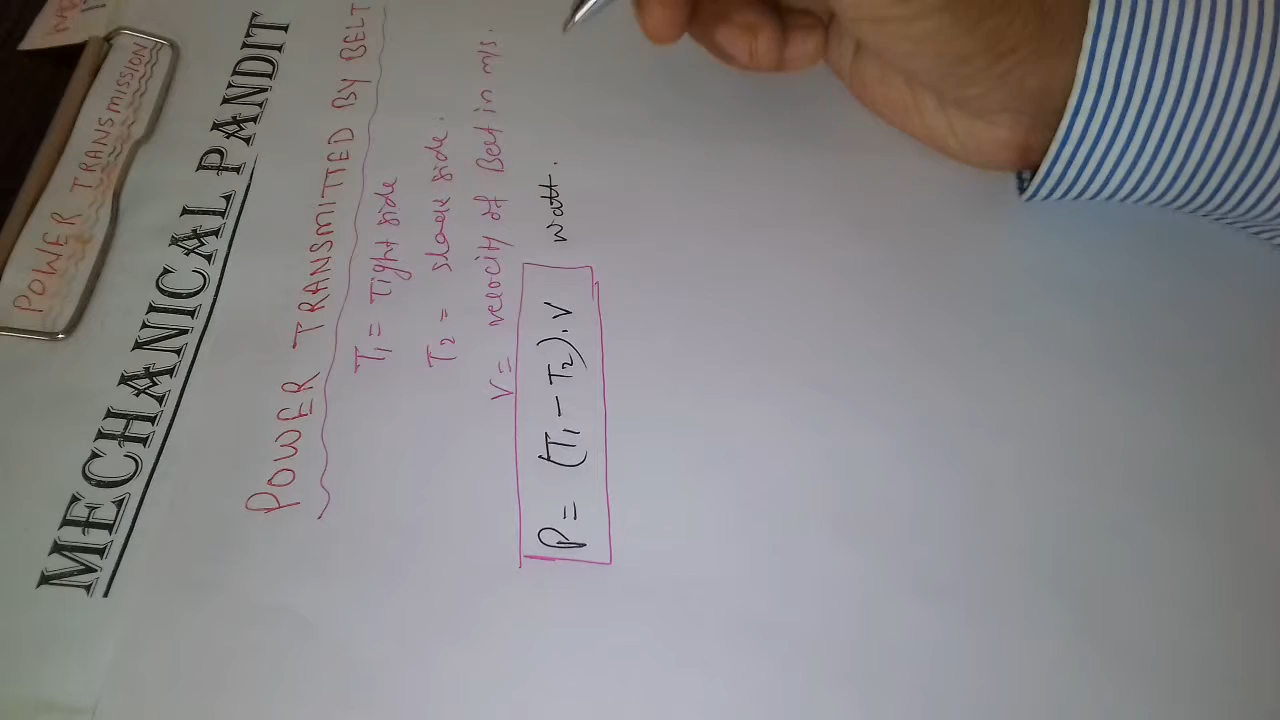 POWER TRANSMISSION
MECHANICAL PANDIT
POWER TRANSMITTED BY BELT
T1 = Tight side
T2 = slack side.
V = velocity of Belt in m/s.
P = (T1 - T2).V watt.